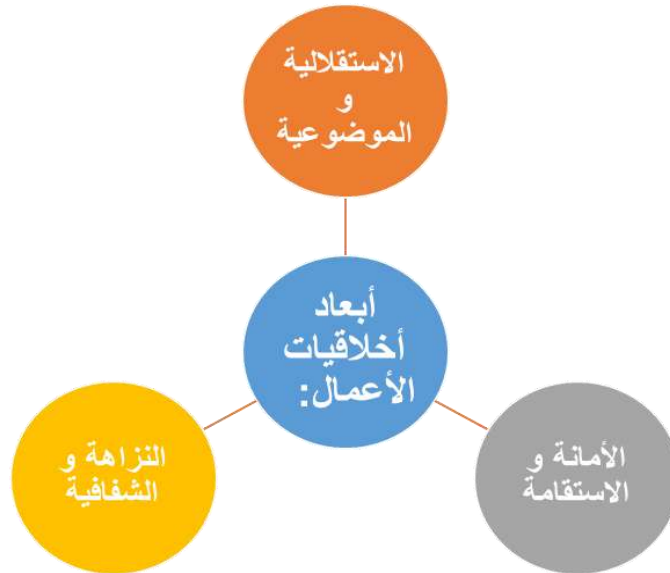 الاستقلالية
و
الموضوعية
أبعاد
أخلاقيات
الأعمال:
الأمانة و
الاستقامة
النزاهة و
الشفافية